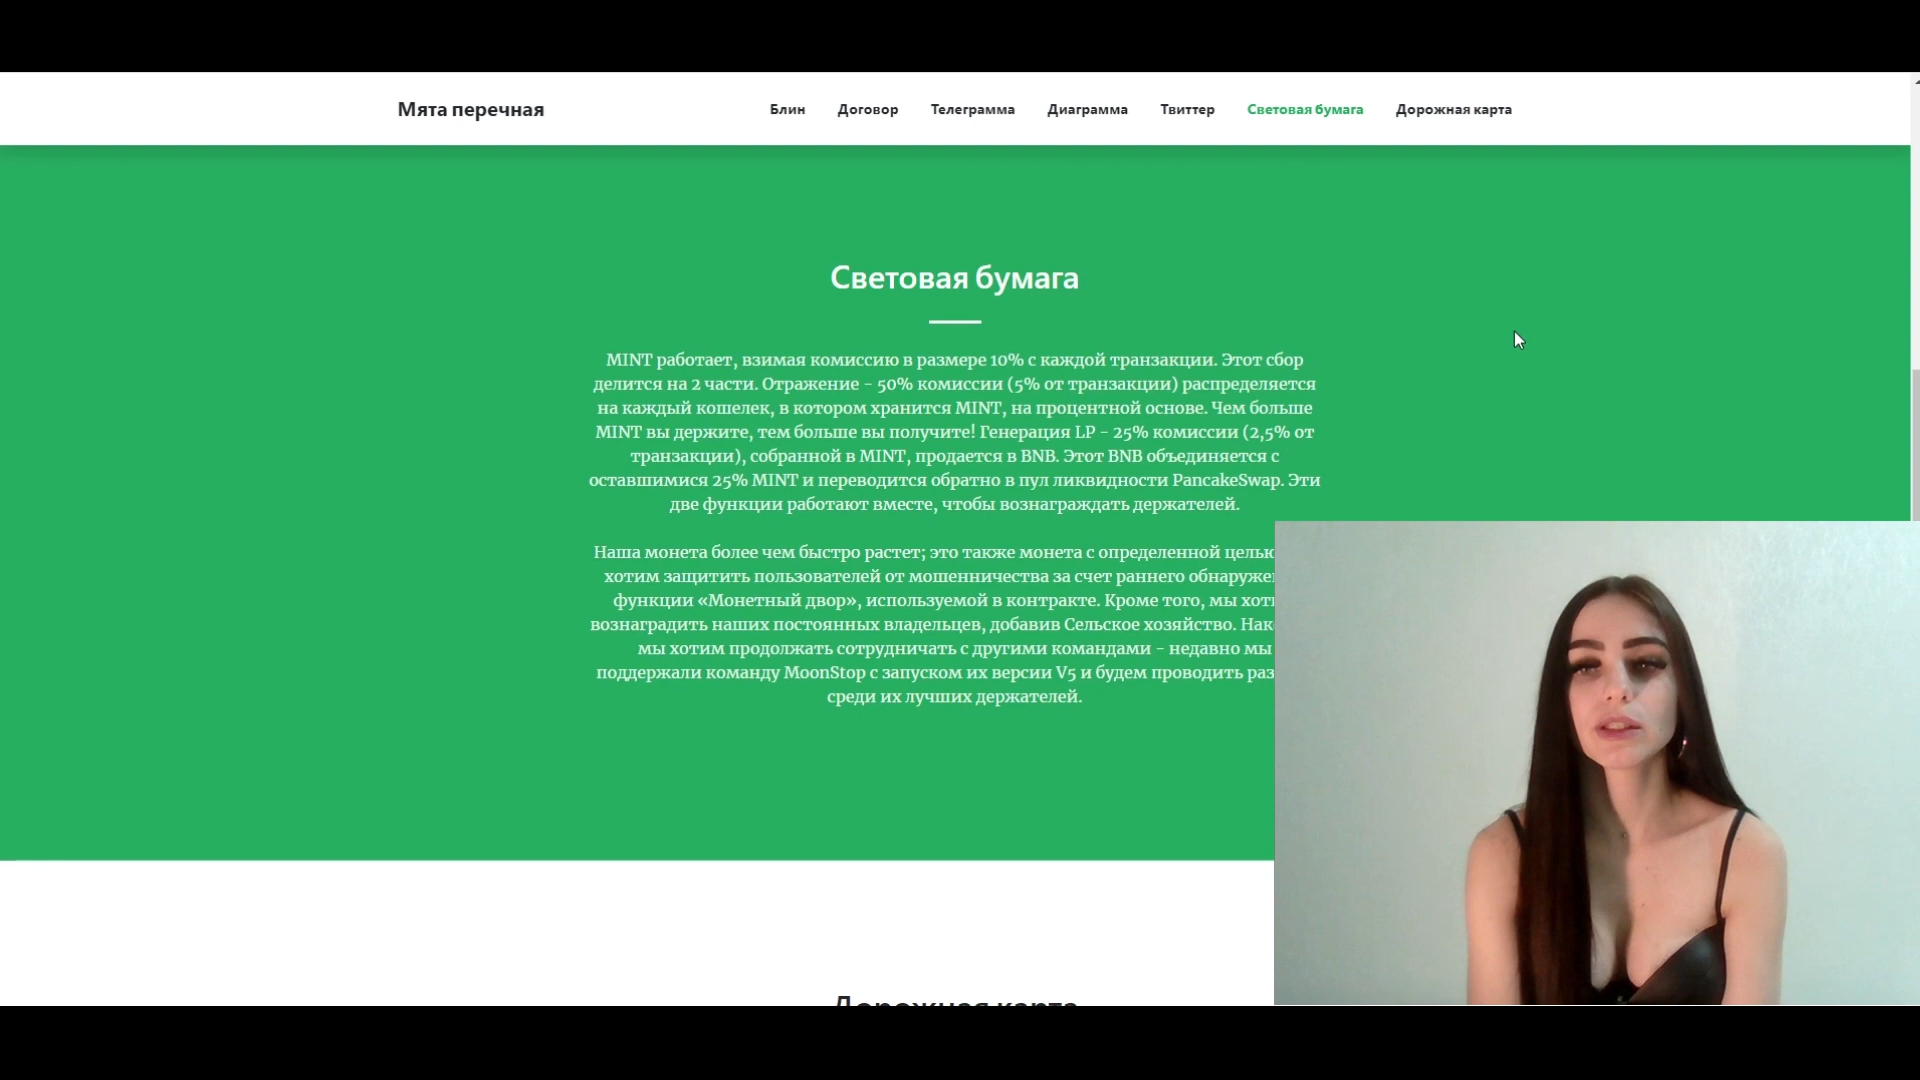 Мята перечная
Блин
Договор
Телеграмма
Диаграмма
Твиттер
Световая бумага
Дорожная карта
Световая бумага
MINT работает, взимая комиссию в размере 10% с каждой транзакции. Этот сбор
делится на 2 части. Отражение - 50% комиссии (5% от транзакции) распределяется
на каждый кошелек, в котором хранится MINT, на процентной основе. Чем больше
MINT вы держите, тем больше вы получите! Генерация LP - 25% комиссии (2,5% от
транзакции), собранной в MINT, продается в BNB. Этот BNB объединяется с
оставшимися 25% MINT и переводится обратно в пул ликвидности PancakeSwap. Эти
две функции работают вместе, чтобы вознаграждать держателей.
Наша монета более чем быстро растет; это также монета с определенной целью
хотим защитить пользователей от мошенничества за счет раннего
функции «Монетный двор», используемой в контракте. Кроме того, мы
вознаградить наших постоянных владельцев, добавив Сельское хозяйство.
мы хотим продолжать сотрудничать с другими командами - недавно мы
поддержали команду MoonStop с запуском их версии V5 и будем проводить
среди их лучших держателей.
Дорожная карта